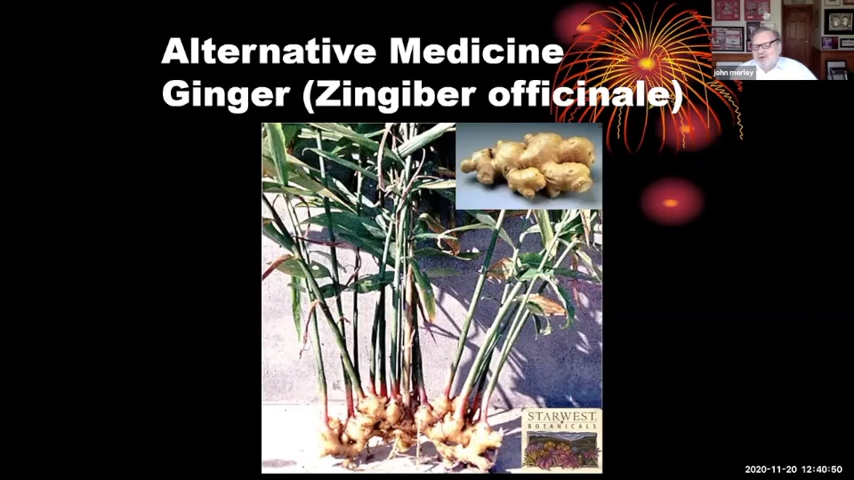 Alternative Medicine
Ginger (Zingiber officinale)
john morley
STARWEST
BOTANICALS
2020-11-20 12:40:50